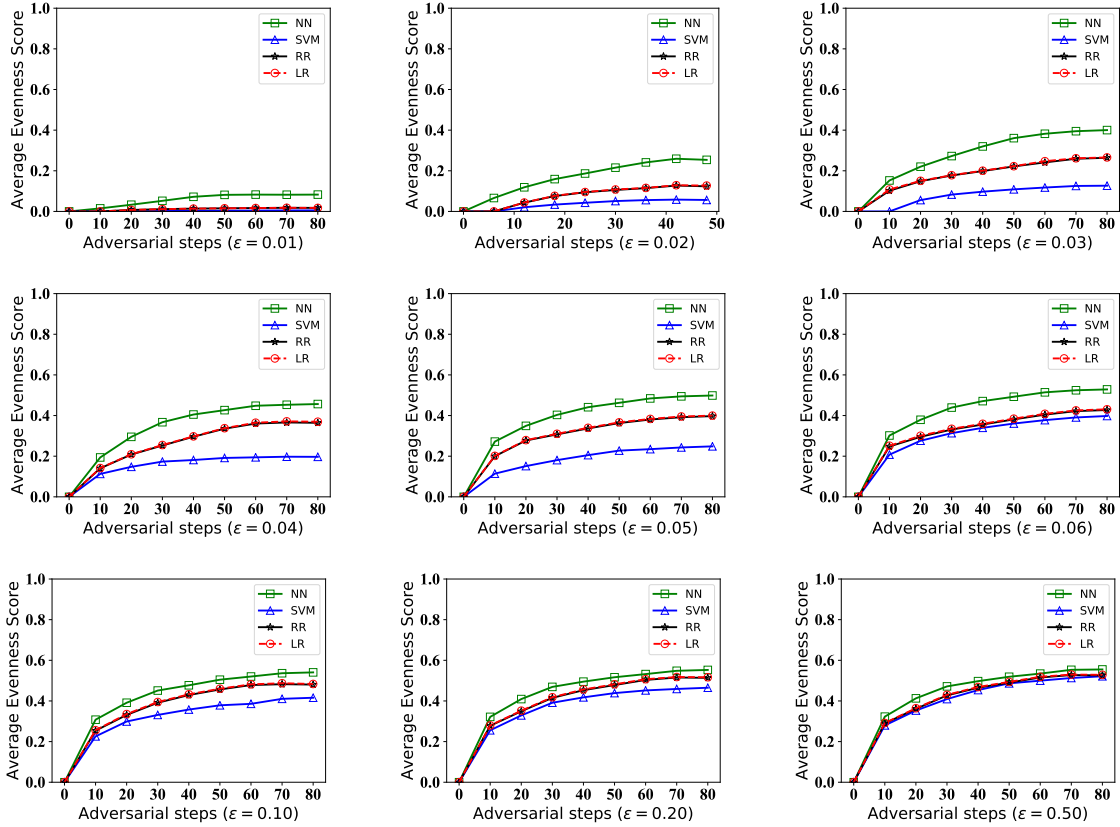 Average Evenness Score
1.0
0.8
0.6
0.4
0.2
0.0
NN
SVM
RR
LR
0 10 20 30 40 50 60 70 80
Adversarial steps (ε = 0.01)
Average Evenness Score
1.0
0.8
0.6
0.4
0.2
0.0
NN
SVM
RR
LR
0 10 20 30 40 50
Adversarial steps (ε = 0.02)
Average Evenness Score
1.0
0.8
0.6
0.4
0.2
0.0
NN
SVM
RR
LR
0 10 20 30 40 50 60 70 80
Adversarial steps (ε = 0.03)
Average Evenness Score
1.0
0.8
0.6
0.4
0.2
0.0
NN
SVM
RR
LR
0 10 20 30 40 50 60 70 80
Adversarial steps (ε = 0.04)
Average Evenness Score
1.0
0.8
0.6
0.4
0.2
0.0
NN
SVM
RR
LR
0 10 20 30 40 50 60 70 80
Adversarial steps (ε = 0.05)
Average Evenness Score
1.0
0.8
0.6
0.4
0.2
0.0
NN
SVM
RR
LR
0 10 20 30 40 50 60 70 80
Adversarial steps (ε = 0.06)
Average Evenness Score
1.0
0.8
0.6
0.4
0.2
0.0
NN
SVM
RR
LR
0 10 20 30 40 50 60 70 80
Adversarial steps (ε = 0.10)
Average Evenness Score
1.0
0.8
0.6
0.4
0.2
0.0
NN
SVM
RR
LR
0 10 20 30 40 50 60 70 80
Adversarial steps (ε = 0.20)
Average Evenness Score
1.0
0.8
0.6
0.4
0.2
0.0
NN
SVM
RR
LR
0 10 20 30 40 50 60 70 80
Adversarial steps (ε = 0.50)